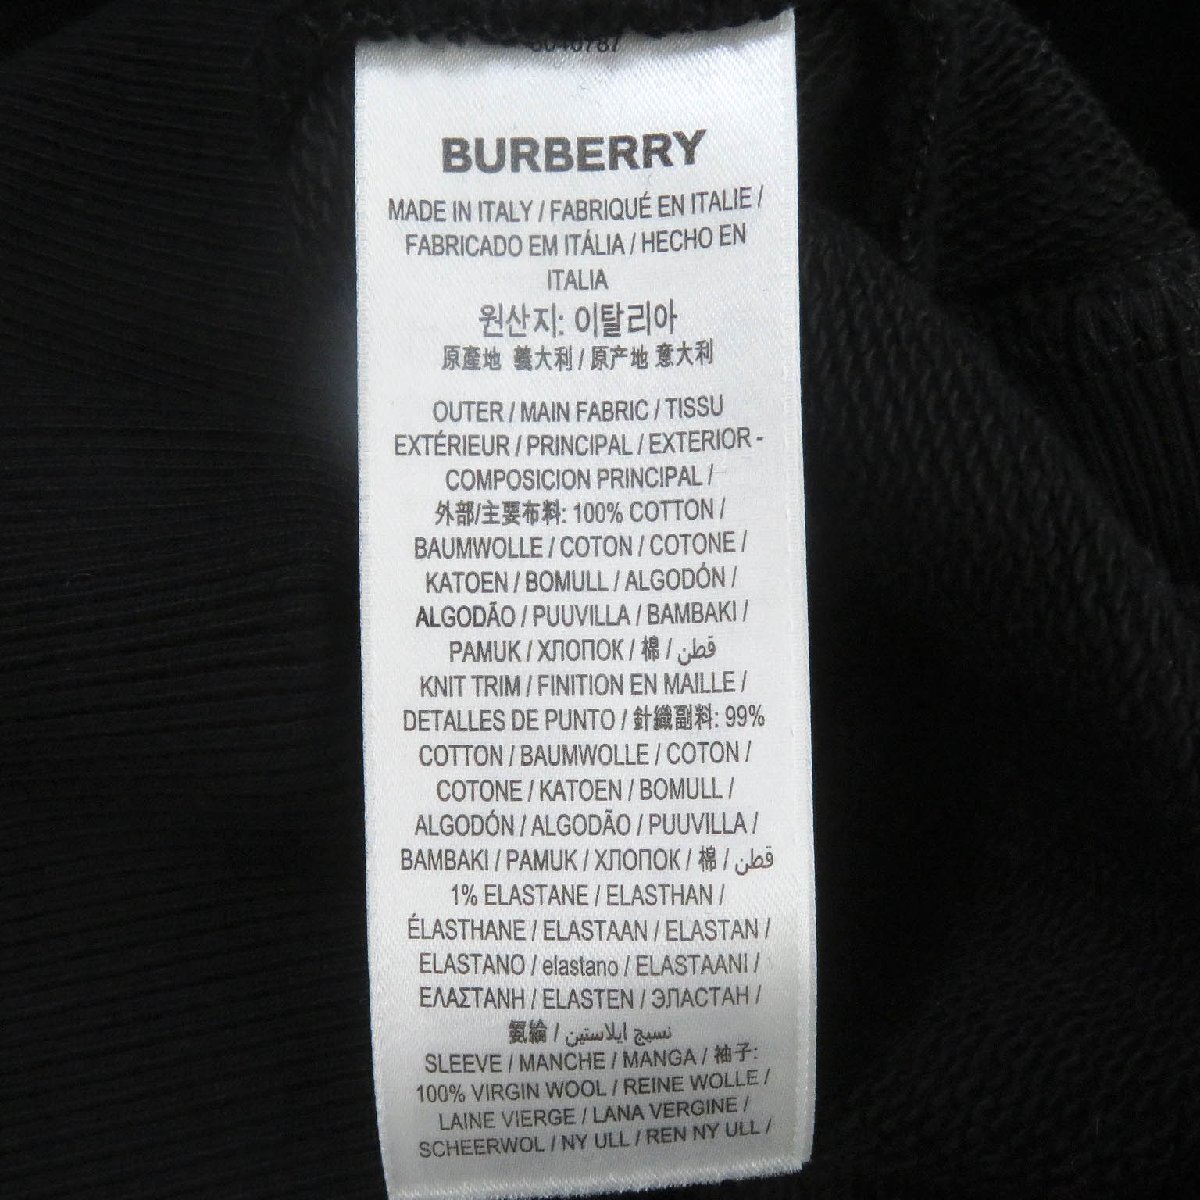 BURBERRY
MADE IN ITALY / FABRIQUÉ EN ITALIE /
FABRICADO EM ITÁLIA / HECHO EN
ITALIA
원산지: 이탈리아
原產地 義大利 / 原产地 意大利
OUTER / MAIN FABRIC / TISSU
EXTÉRIEUR / PRINCIPAL / EXTERIOR -
COMPOSICION PRINCIPAL /
外部/主要布料: 100% COTTON /
BAUMWOLLE / COTON / COTONE /
KATOEN / BOMULL / ALGODÓN /
ALGODÃO / PUUVILLA / BAMBAKI /
PAMUK / ХЛОПОК / 棉 / قطن
KNIT TRIM / FINITION EN MAILLE /
DETALLES DE PUNTO / 針織副料: 99%
COTTON / BAUMWOLLE / COTON /
COTONE / KATOEN / BOMULL /
ALGODÓN / ALGODÃO / PUUVILLA /
BAMBAKI / PAMUK / ХЛОПОК / 棉 / قطن
1% ELASTANE / ELASTHAN /
ÉLASTHANE / ELASTAAN / ELASTAN /
ELASTANO / elastano / ELASTAANI /
ΕΛΑΣΤΑΝΗ / ELASTEN / ЭЛАСТАН /
氨綸 / نسيج ايلاستين
SLEEVE / MANCHE / MANGA / 袖子:
100% VIRGIN WOOL / REINE WOLLE /
LAINE VIERGE / LANA VERGINE /
SCHEERWOL / NY ULL / REN NY ULL /